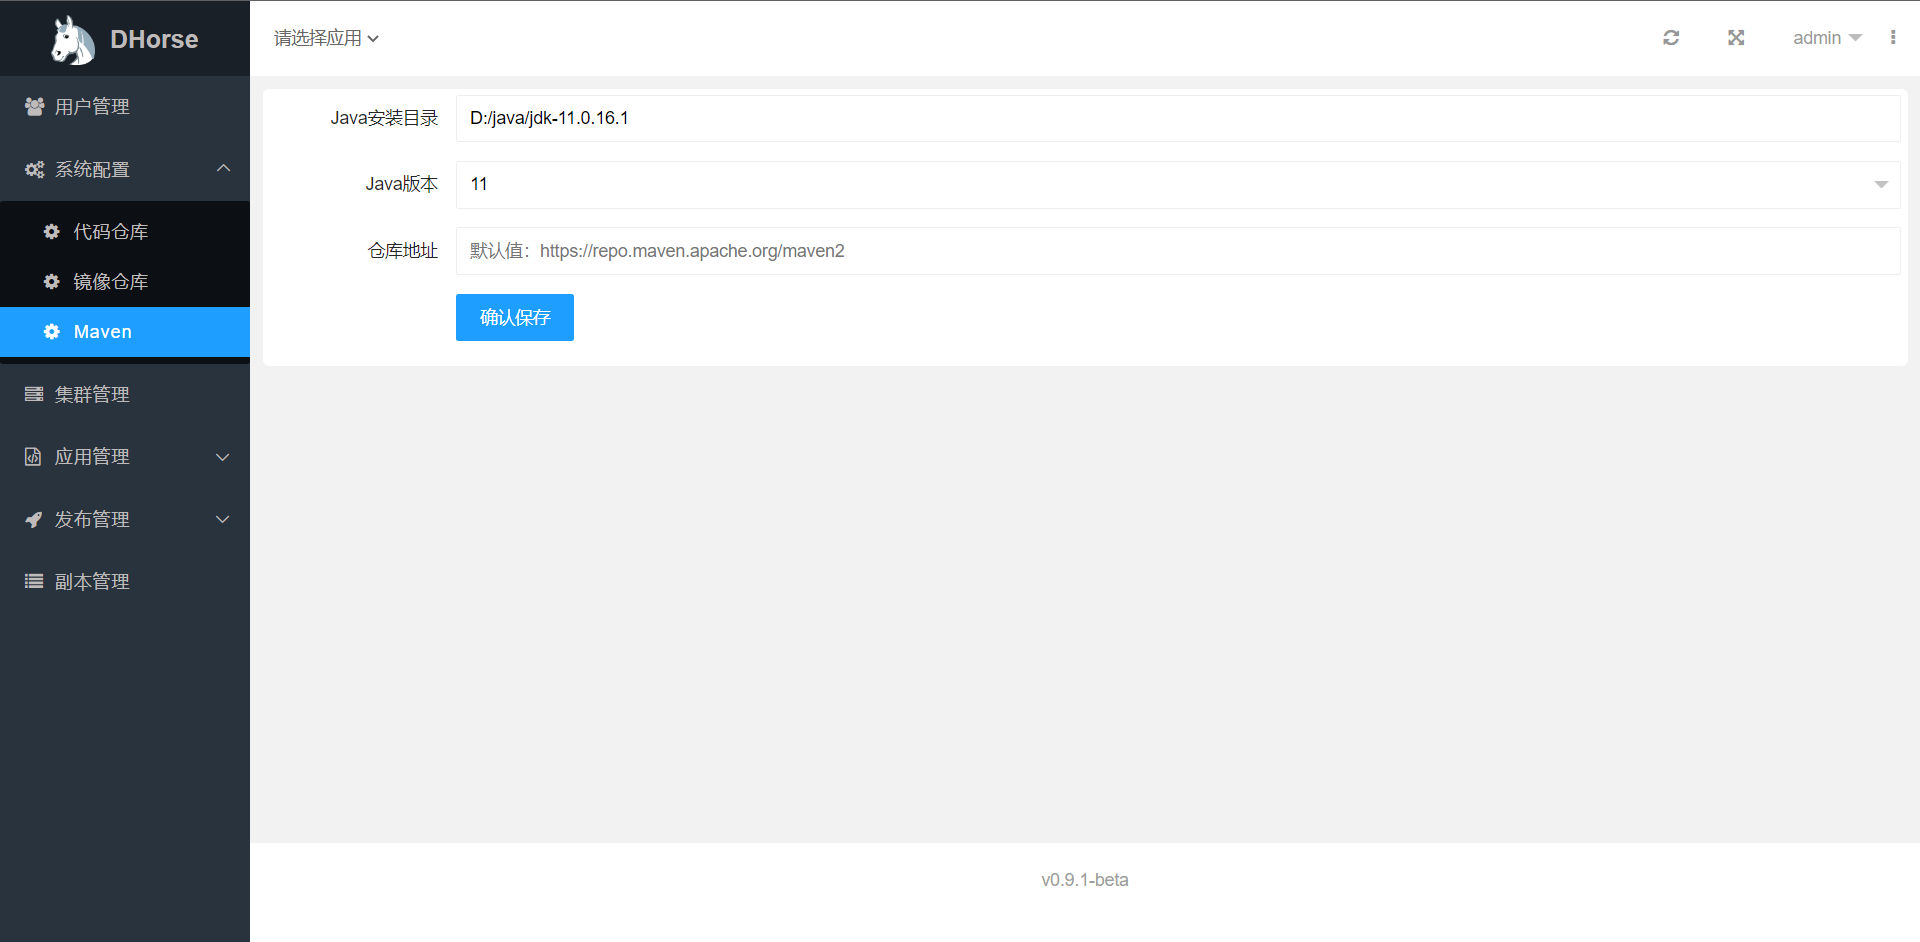 DHorse
用户管理
系统配置
代码仓库
镜像仓库
Maven
集群管理
应用管理
发布管理
副本管理
请选择应用
admin
Java安装目录 D:/java/jdk-11.0.16.1
Java版本 11
仓库地址 默认值：https://repo.maven.apache.org/maven2
确认保存
v0.9.1-beta